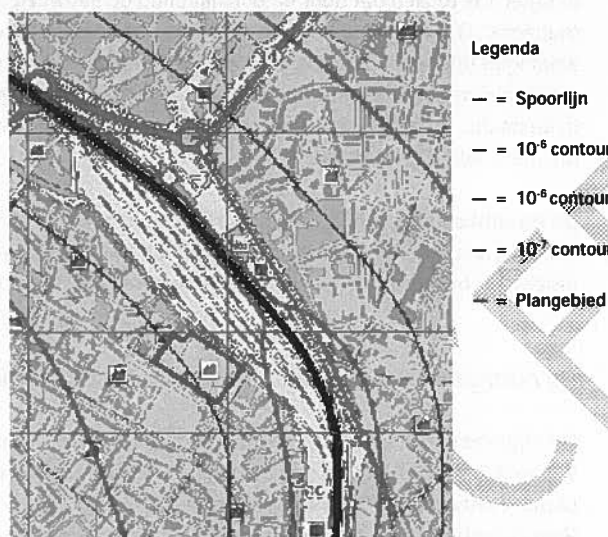 Legenda
— = Spoorlijn
— = 10⁻⁶ contour
— = 10⁻⁶ contour
— = 10⁻⁷ contour
— = Plangebied